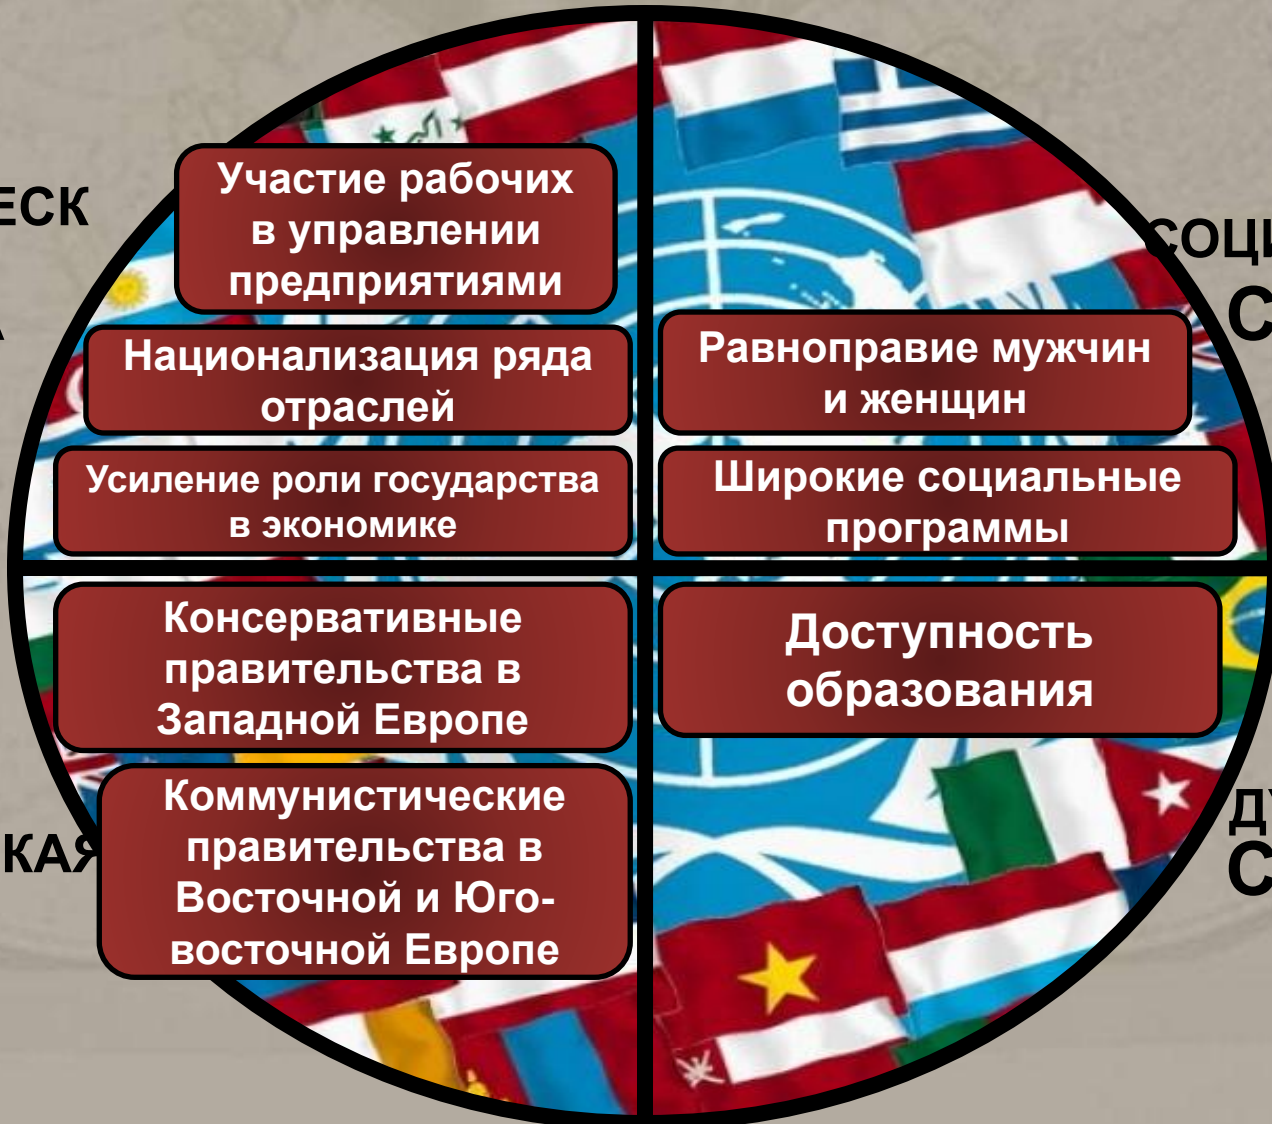 Участие рабочих
в управлении
предприятиями
Национализация ряда
отраслей
Усиление роли государства
в экономике
Равноправие мужчин
и женщин
Широкие социальные
программы
Консервативные
правительства в
Западной Европе
Коммунистические
правительства в
Восточной и Юго-
восточной Европе
Доступность
образования
ЕСК
СОЦИ
С
КАЯ
С